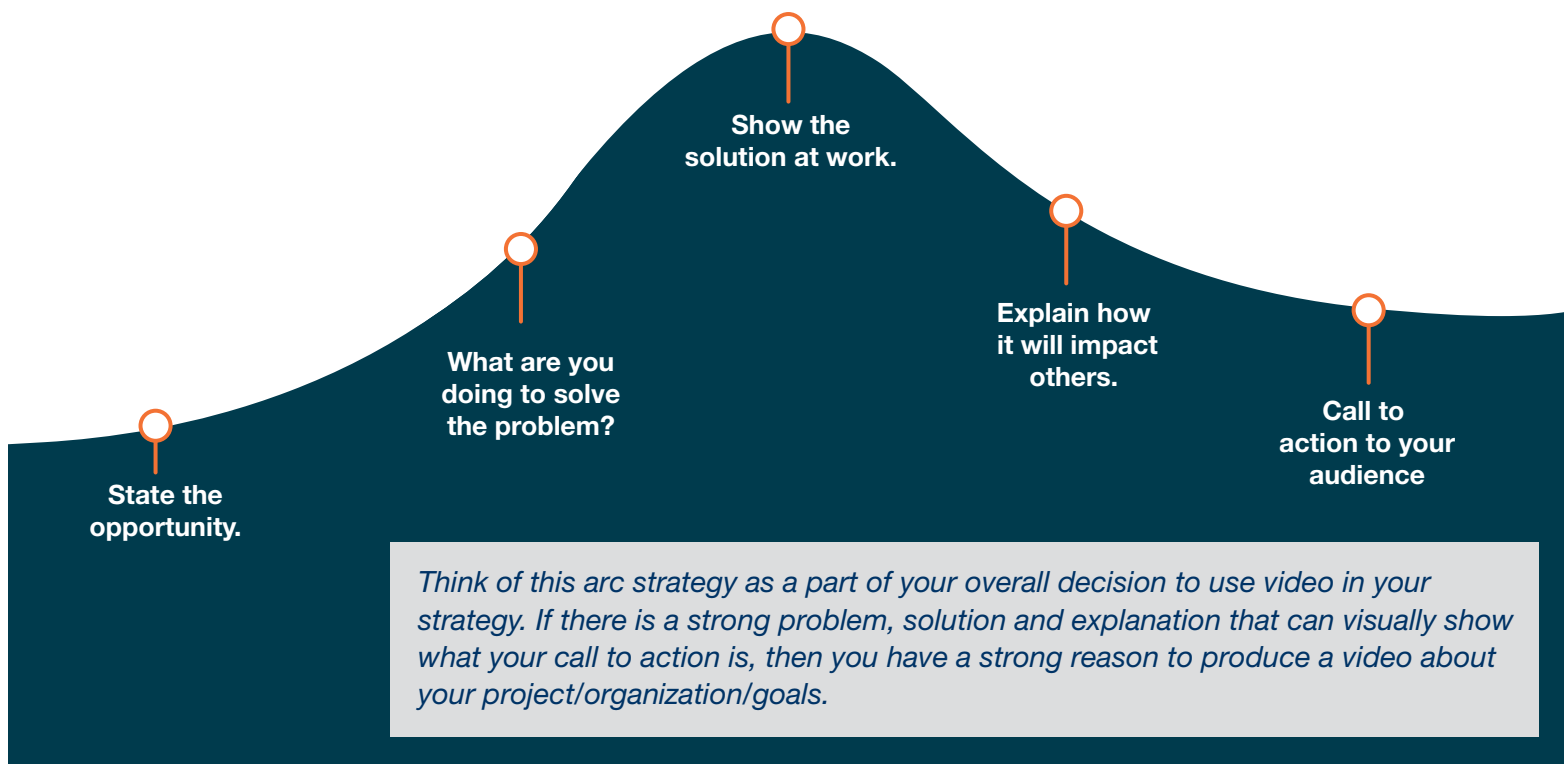 State the
opportunity.
What are you
doing to solve
the problem?
Show the
solution at work.
Explain how
it will impact
others.
Call to
action to your
audience
Think of this arc strategy as a part of your overall decision to use video in your
strategy. If there is a strong problem, solution and explanation that can visually show
what your call to action is, then you have a strong reason to produce a video about
your project/organization/goals.